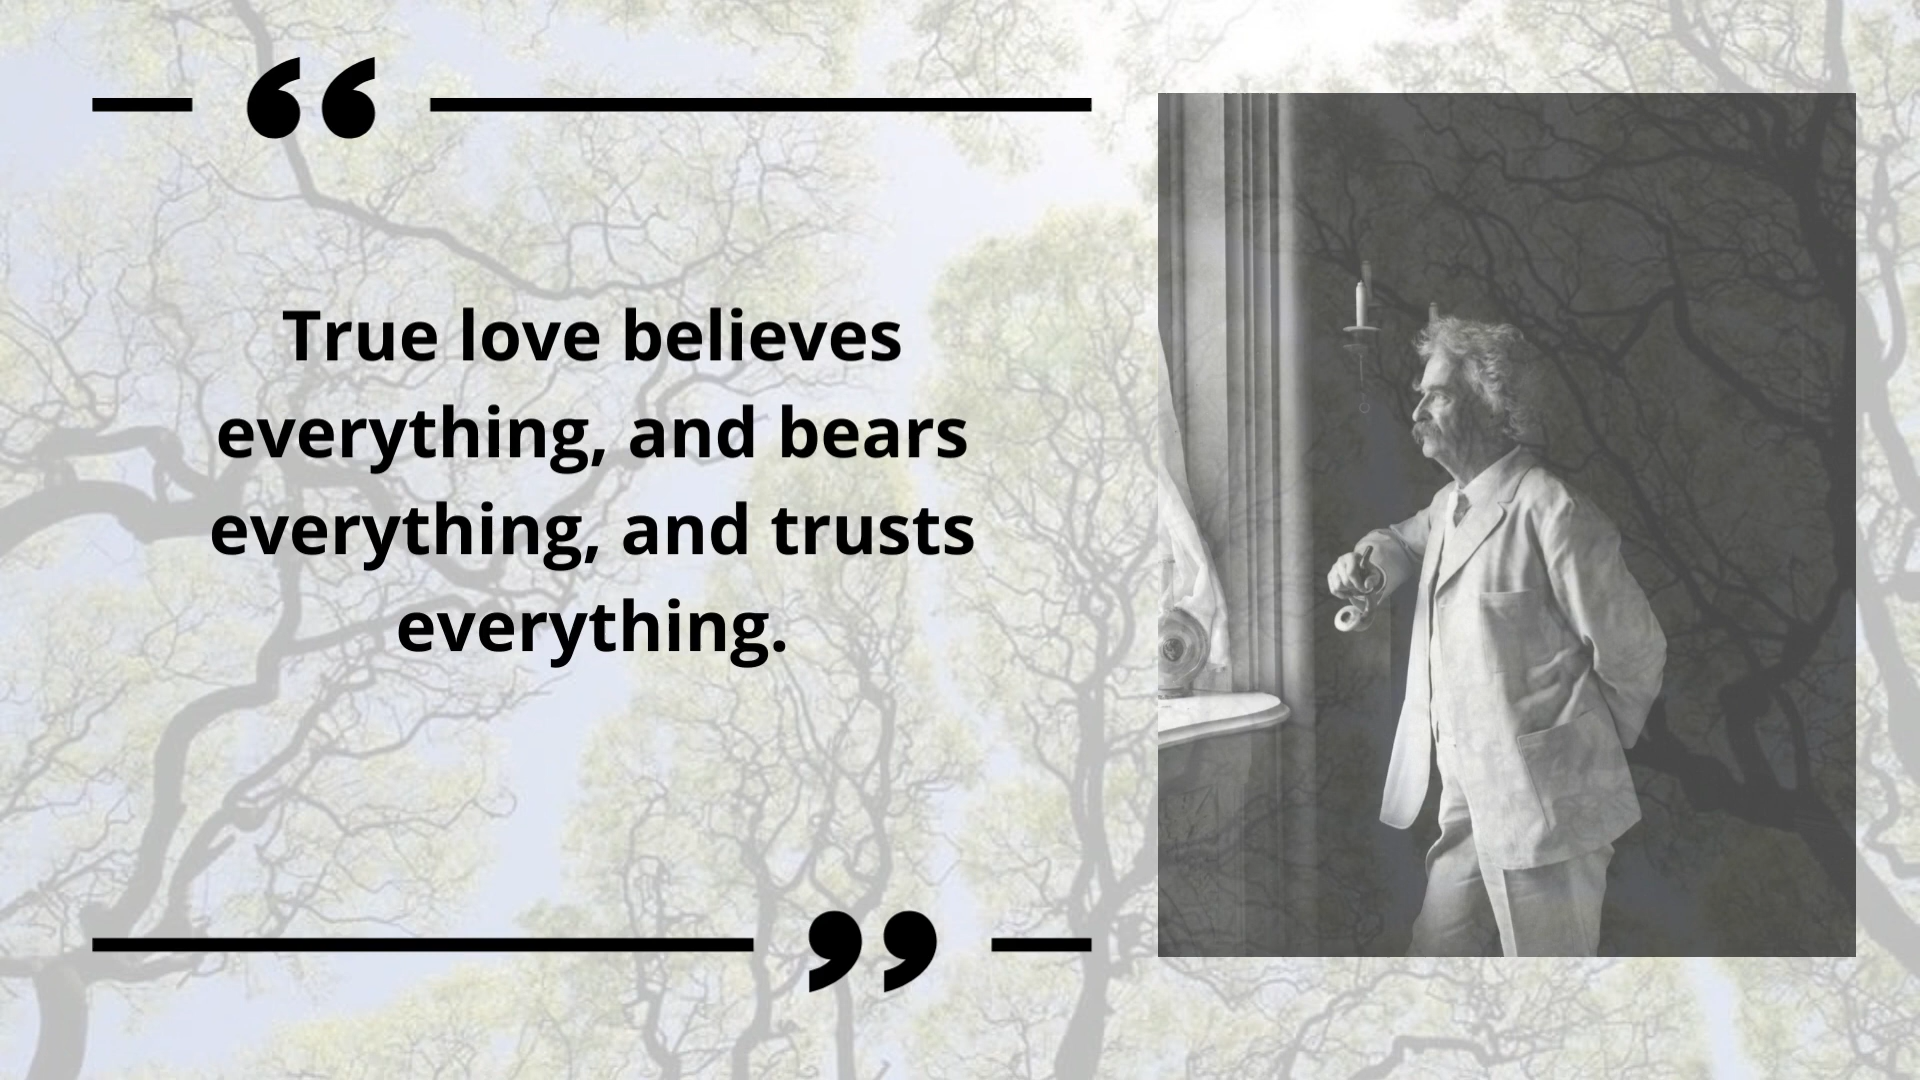 “
True love believes
everything, and bears
everything, and trusts
everything.
”